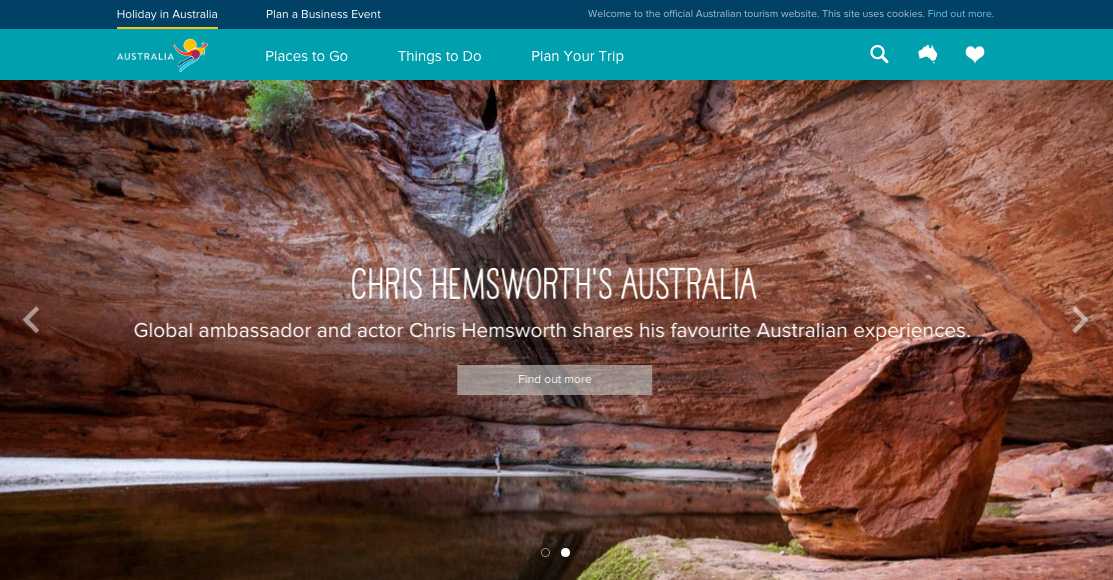 Holiday in Australia
Plan a Business Event
Welcome to the official Australian tourism website. This site uses cookies. Find out more.
AUSTRALIA
Places to Go
Things to Do
Plan Your Trip
CHRIS HEMSWORTH'S AUSTRALIA
Global ambassador and actor Chris Hemsworth shares his favourite Australian experiences.
Find out more